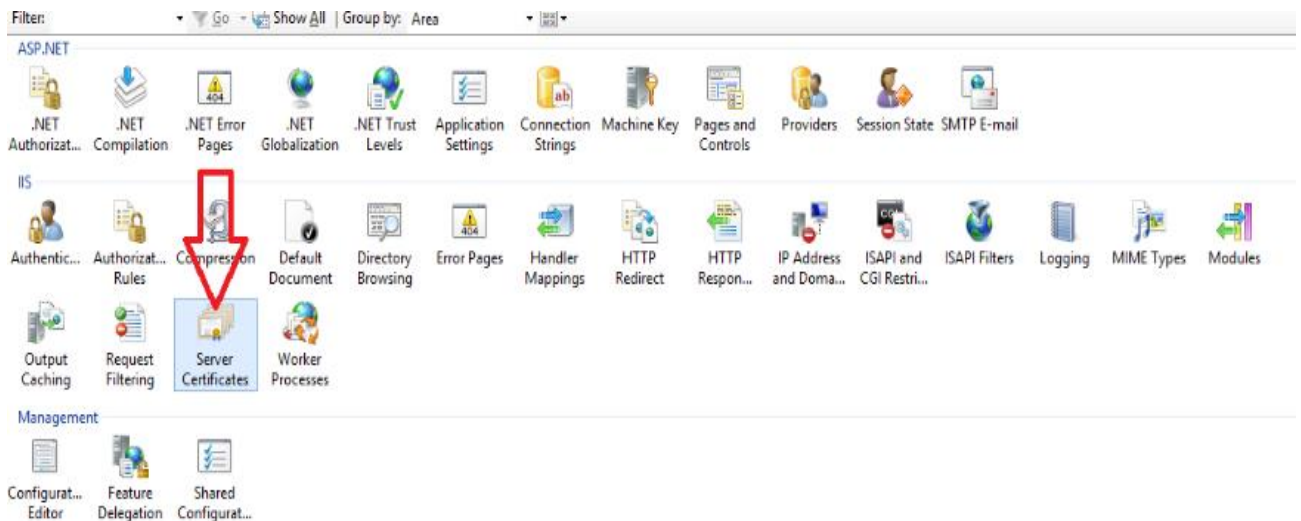 Filter: Go Show All Group by: Area
ASP.NET
404 ab
.NET .NET .NET Error .NET .NET Trust Application Connection Machine Key Pages and Providers Session State SMTP E-mail
Authorizat... Compilation Pages Globalization Levels Settings Strings Controls
IIS
404 CGI
Authentic... Authorizat... Compression Default Directory Error Pages Handler HTTP HTTP IP Address ISAPI and ISAPI Filters Logging MIME Types Modules
Rules Document Browsing Mappings Redirect Respon... and Doma... CGI Restri...
Output Request Server Worker
Caching Filtering Certificates Processes
Management
Configurat... Feature Shared
Editor Delegation Configurat...